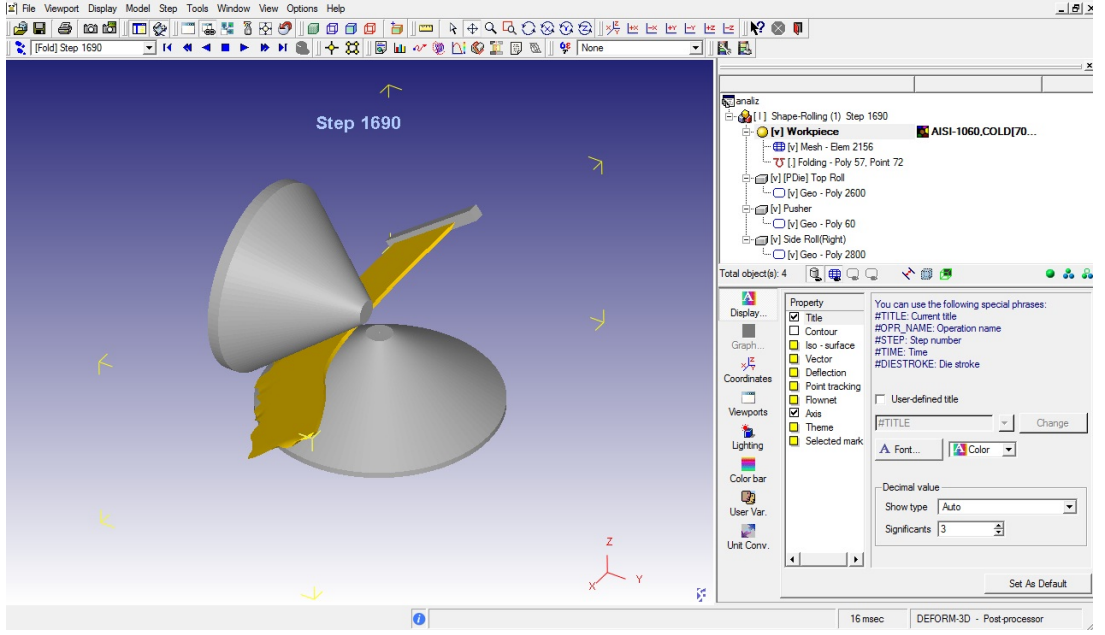 File Viewport Display Model Step Tools Window View Options Help
[Fold] Step 1690
None
Step 1690
Z
X
Y
analiz
[ I ] Shape-Rolling (1) Step 1690
[v] Workpiece AISI-1060,COLD[70...
[v] Mesh - Elem 2156
[.] Folding - Poly 57, Point 72
[v] [PDie] Top Roll
[v] Geo - Poly 2600
[v] Pusher
[v] Geo - Poly 60
[v] Side Roll(Right)
[v] Geo - Poly 2800
Total object(s): 4
Display...
Graph...
Coordinates
Viewports
Lighting
Color bar
User Var.
Unit Conv.
Property
Title
Contour
Iso - surface
Vector
Deflection
Point tracking
Flownet
Axis
Theme
Selected mark
You can use the following special phrases:
#TITLE: Current title
#OPR_NAME: Operation name
#STEP: Step number
#TIME: Time
#DIESTROKE: Die stroke
User-defined title
#TITLE Change
A Font... A Color
Decimal value
Show type Auto
Significants 3
Set As Default
16 msec DEFORM-3D - Post-processor